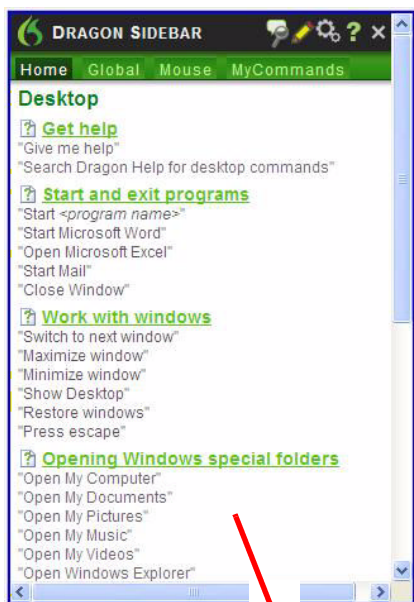 DRAGON SIDEBAR ? ×
Home Global Mouse MyCommands
Desktop
? Get help
"Give me help"
"Search Dragon Help for desktop commands"
? Start and exit programs
"Start <program name>"
"Start Microsoft Word"
"Open Microsoft Excel"
"Start Mail"
"Close Window"
? Work with windows
"Switch to next window"
"Maximize window"
"Minimize window"
"Show Desktop"
"Restore windows"
"Press escape"
? Opening Windows special folders
"Open My Computer"
"Open My Documents"
"Open My Pictures"
"Open My Music"
"Open My Videos"
"Open Windows Explorer"